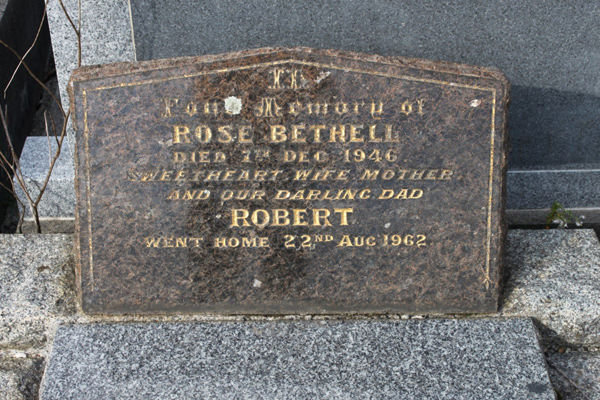 In
Fond Memory of
ROSE BETHELL
DIED 7TH DEC 1946.
SWEETHEART, WIFE, MOTHER
AND OUR DARLING DAD
ROBERT
WENT HOME 22ND AUG 1962